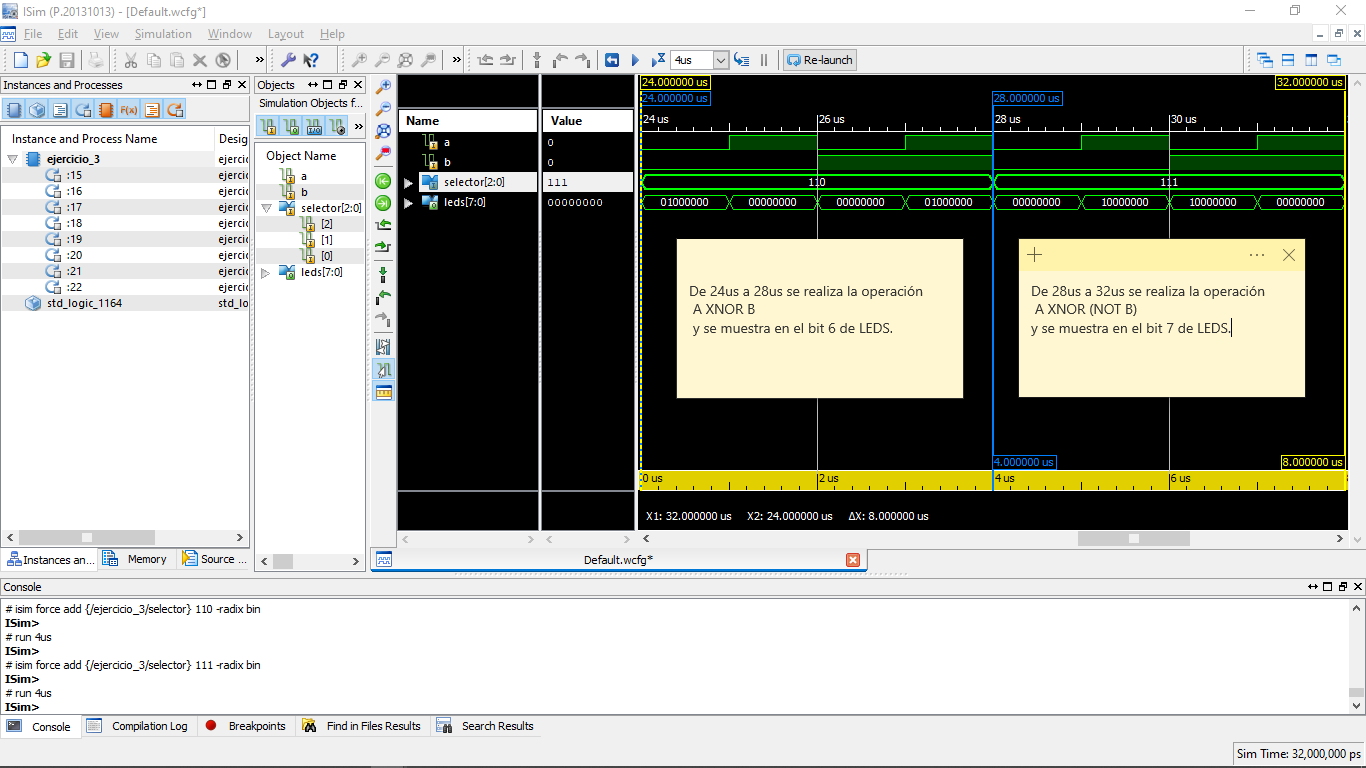 ISim (P.20131013) - [Default.wcfg*]
File Edit View Simulation Window Layout Help
» » 4us Re-launch
Instances and Processes
Instance and Process Name Desig
ejercicio_3 ejercic
:15 ejercic
:16 ejercic
:17 ejercic
:18 ejercic
:19 ejercic
:20 ejercic
:21 ejercic
:22 ejercic
std_logic_1164 std_lo
Instances an... Memory Source ...
Objects
Simulation Objects f...
»
Object Name
a
b
selector[2:0]
[2]
[1]
[0]
leds[7:0]
Name Value
a 0
b 0
selector[2:0] 111
leds[7:0] 00000000
24.000000 us 32.000000 us
24.000000 us 28.000000 us
24 us 26 us 28 us 30 us
110 111
01000000 00000000 00000000 01000000 00000000 10000000 10000000 00000000
De 24us a 28us se realiza la operación
A XNOR B
y se muestra en el bit 6 de LEDS.
De 28us a 32us se realiza la operación
A XNOR (NOT B)
y se muestra en el bit 7 de LEDS.
4.000000 us 8.000000 us
0 us 2 us 4 us 6 us
X1: 32.000000 us X2: 24.000000 us ΔX: 8.000000 us
Default.wcfg*
Console
# isim force add {/ejercicio_3/selector} 110 -radix bin
ISim>
# run 4us
ISim>
# isim force add {/ejercicio_3/selector} 111 -radix bin
ISim>
# run 4us
ISim>
Console Compilation Log Breakpoints Find in Files Results Search Results
Sim Time: 32,000,000 ps